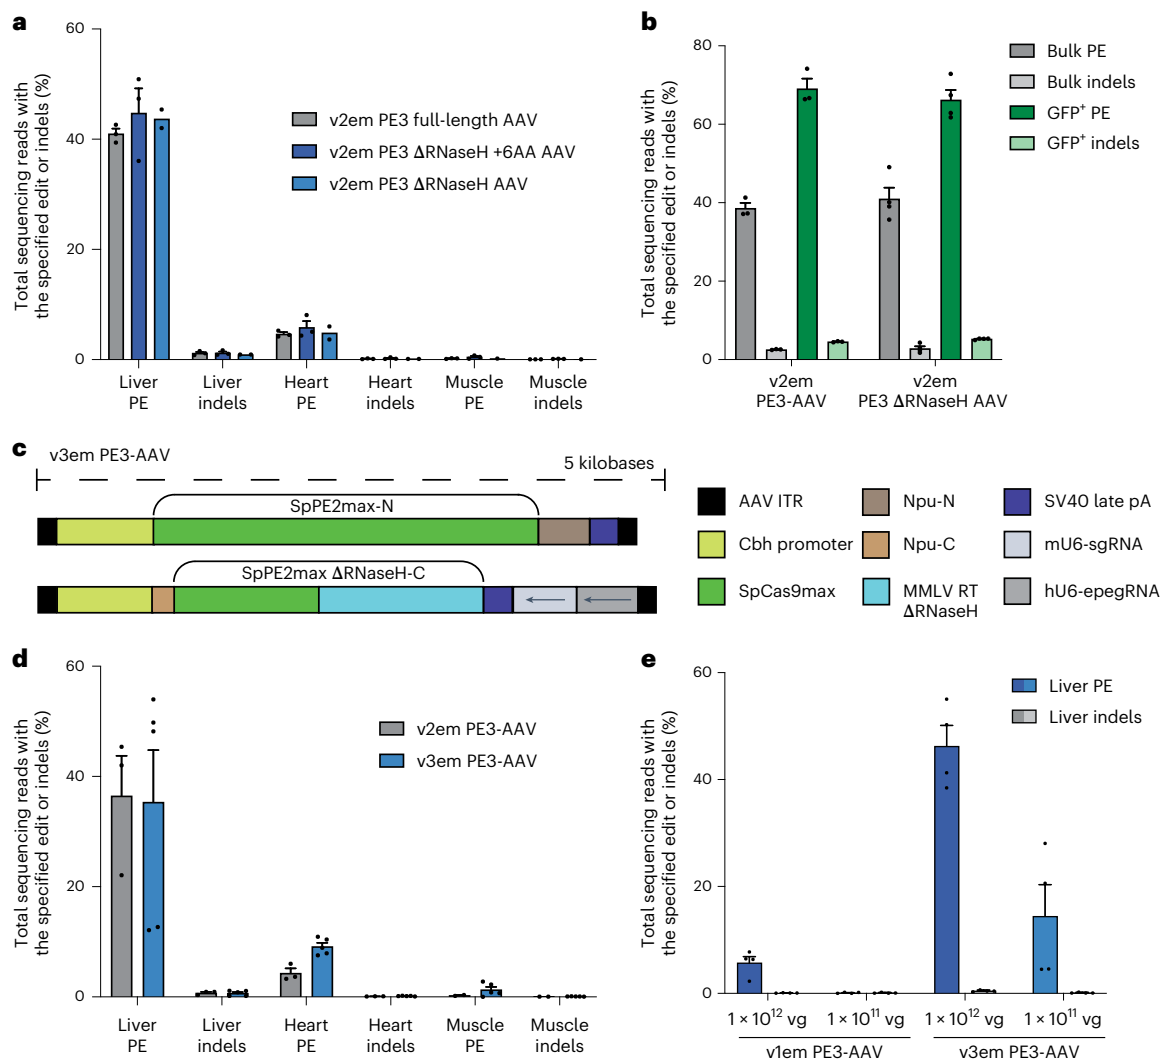 a
60
40
20
0
Total sequencing reads with
the specified edit or indels (%)
v2em PE3 full-length AAV
v2em PE3 ΔRNaseH +6AA AAV
v2em PE3 ΔRNaseH AAV
Liver
PE
Liver
indels
Heart
PE
Heart
indels
Muscle
PE
Muscle
indels
b
80
60
40
20
0
Total sequencing reads with
the specified edit or indels (%)
Bulk PE
Bulk indels
GFP⁺ PE
GFP⁺ indels
v2em
PE3-AAV
v2em
PE3 ΔRNaseH AAV
c
v3em PE3-AAV
5 kilobases
SpPE2max-N
SpPE2max ΔRNaseH-C
AAV ITR
Cbh promoter
SpCas9max
Npu-N
Npu-C
MMLV RT
ΔRNaseH
SV40 late pA
mU6-sgRNA
hU6-epegRNA
d
60
40
20
0
Total sequencing reads with
the specified edit or indels (%)
v2em PE3-AAV
v3em PE3-AAV
Liver
PE
Liver
indels
Heart
PE
Heart
indels
Muscle
PE
Muscle
indels
e
60
40
20
0
Total sequencing reads with
the specified edit or indels (%)
Liver PE
Liver indels
1 × 10¹² vg
1 × 10¹¹ vg
1 × 10¹² vg
1 × 10¹¹ vg
v1em PE3-AAV
v3em PE3-AAV